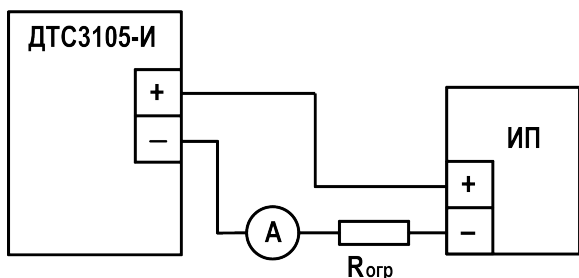 ДТС3105-И
+
–
ИП
+
–
А
Rогр